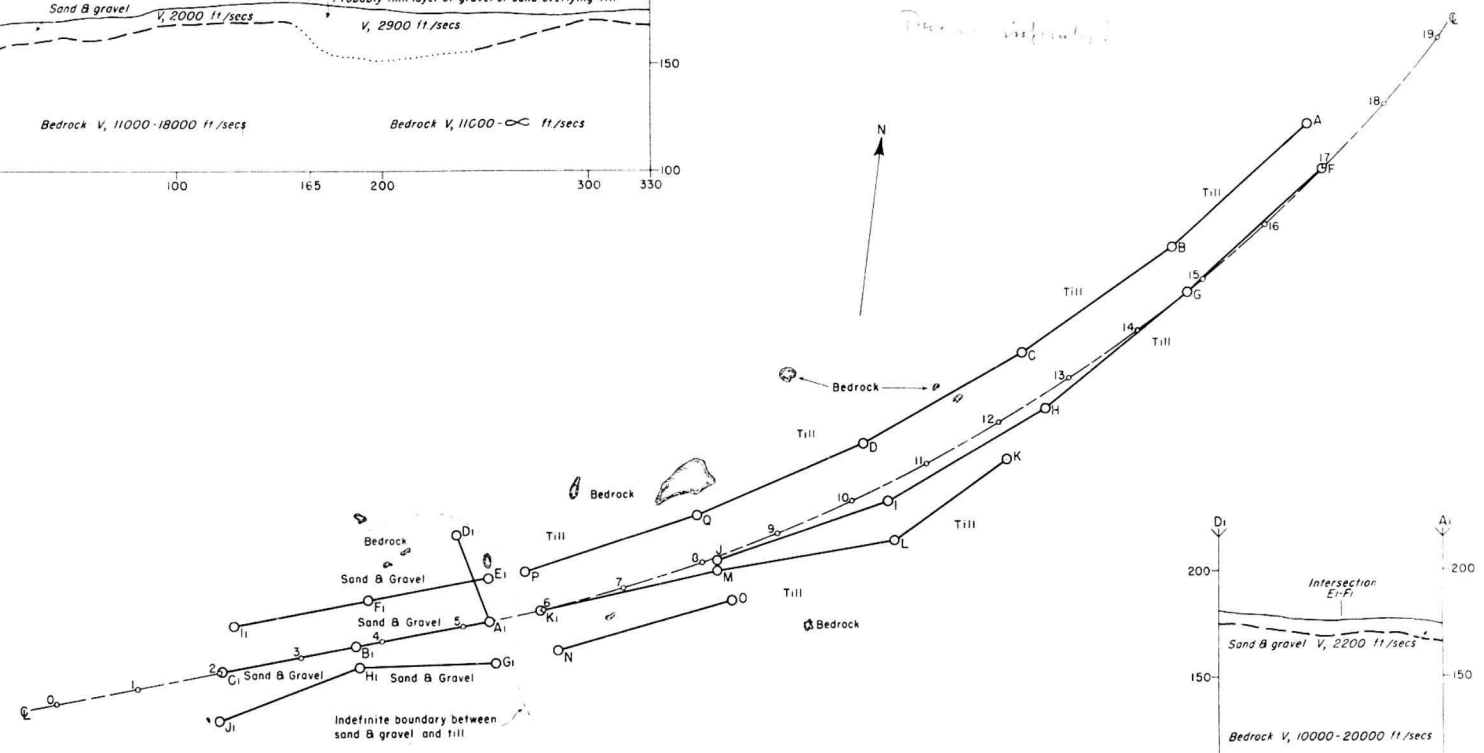 Sand & gravel
V, 2000 ft/secs
V, 2900 ft/secs
150
Bedrock V, 11000-18000 ft/secs
Bedrock V, 11000-∞ ft/secs
100
100
165
200
300
330
N
℄
19
18
A
17
F
Till
16
B
15
G
Till
14
Till
C
13
Bedrock
H
12
Till
D
11
K
10
I
Bedrock
Till
Q
9
L
D1
Bedrock
Till
J
8
P
M
E1
Sand & Gravel
7
Till
F1
O
6
K1
Sand & Gravel
5
A1
I1
4
Bedrock
B1
3
N
G1
2
C1
Sand & Gravel
H1
Sand & Gravel
1
0
℄
J1
Indefinite boundary between
sand & gravel and till
D1
A1
200
200
Intersection
E1-F1
Sand & gravel V, 2200 ft/secs
150
150
Bedrock V, 10000-20000 ft/secs